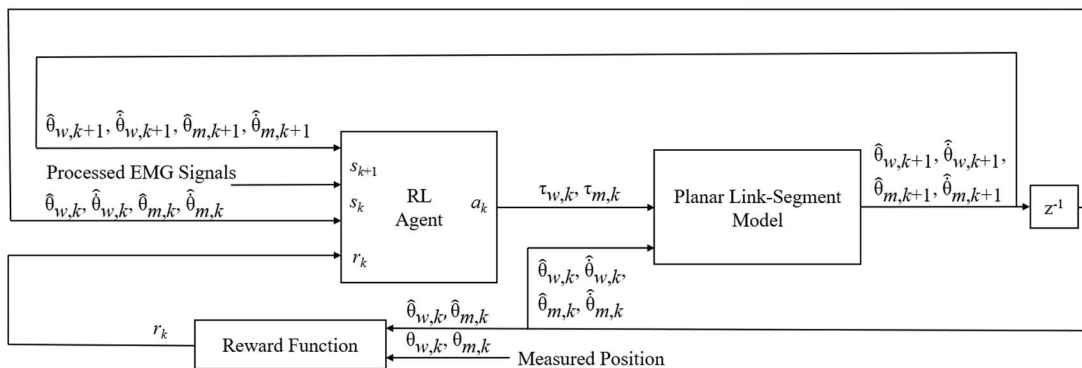 θ̂w,k+1, θ̂̇w,k+1, θ̂m,k+1, θ̂̇m,k+1
Processed EMG Signals
θ̂w,k, θ̂̇w,k, θ̂m,k, θ̂̇m,k
sk+1
sk
rk
RL
Agent
ak
τw,k, τm,k
Planar Link-Segment
Model
θ̂w,k+1, θ̂̇w,k+1,
θ̂m,k+1, θ̂̇m,k+1
z-1
θ̂w,k, θ̂̇w,k,
θ̂m,k, θ̂̇m,k
rk
Reward Function
θ̂w,k, θ̂m,k
θw,k, θm,k
Measured Position